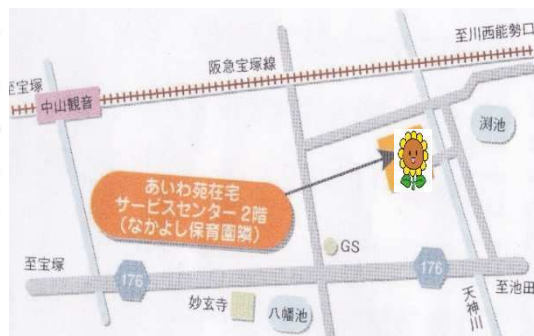 至川西能勢口
阪急宝塚線
至宝塚
中山観音
渕池
あいわ苑在宅
サービスセンター2階
(なかよし保育園隣)
GS
至宝塚
176
176
至池田
妙玄寺
八幡池
天神川